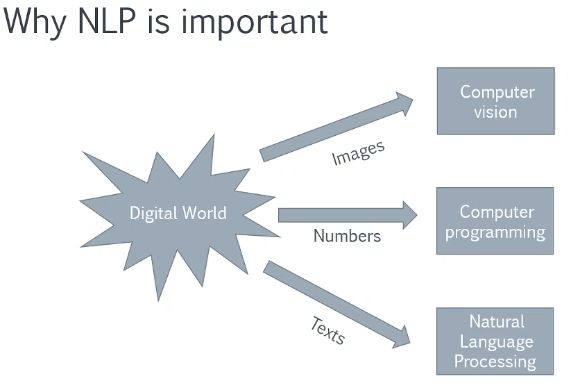 Why NLP is important
Computer
vision
Images
Digital World
Computer
programming
Numbers
Texts
Natural
Language
Processing